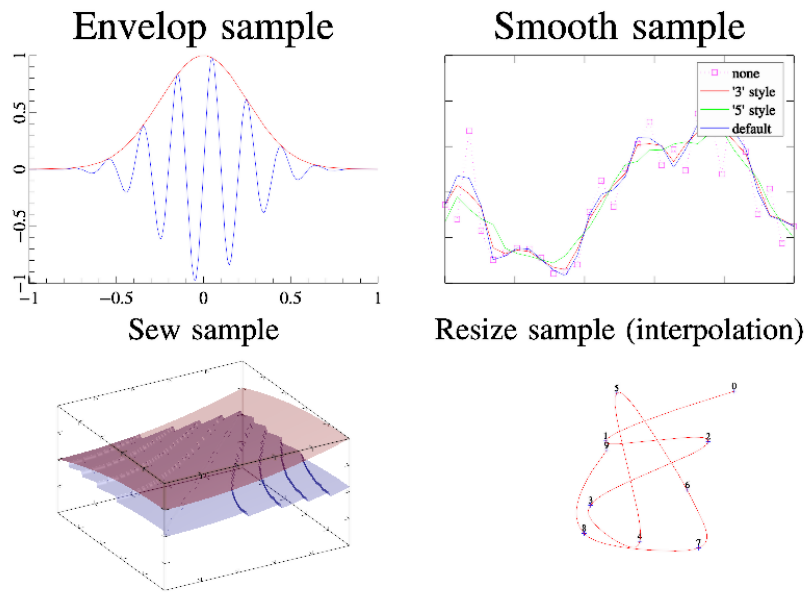 Envelop sample
Smooth sample
1
0.5
0
−0.5
−1
−1
−0.5
0
0.5
1
none
'3' style
'5' style
default
Sew sample
Resize sample (interpolation)
5
0
1
9
2
6
3
8
4
7